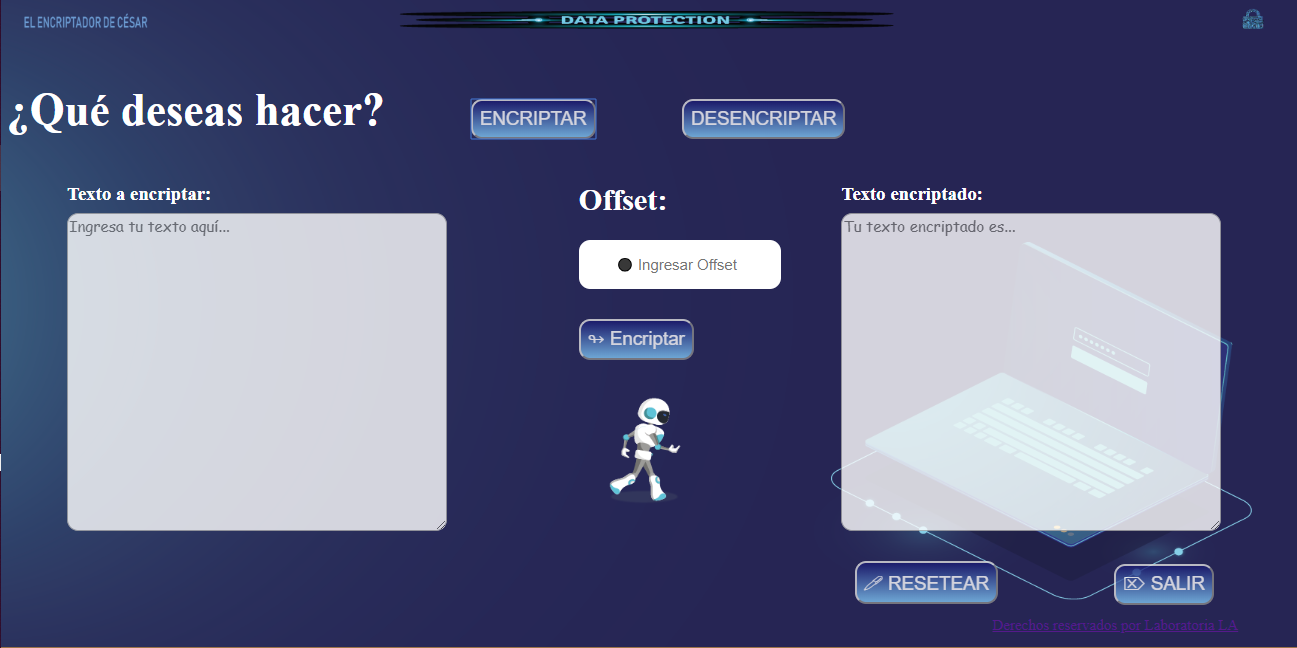 EL ENCRIPTADOR DE CÉSAR
DATA PROTECTION
¿Qué deseas hacer?
ENCRIPTAR
DESENCRIPTAR
Texto a encriptar:
Ingresa tu texto aquí...
Offset:
⚫ Ingresar Offset
↬ Encriptar
Texto encriptado:
Tu texto encriptado es...
RESETEAR
⌦ SALIR
Derechos reservados por Laboratoria LA